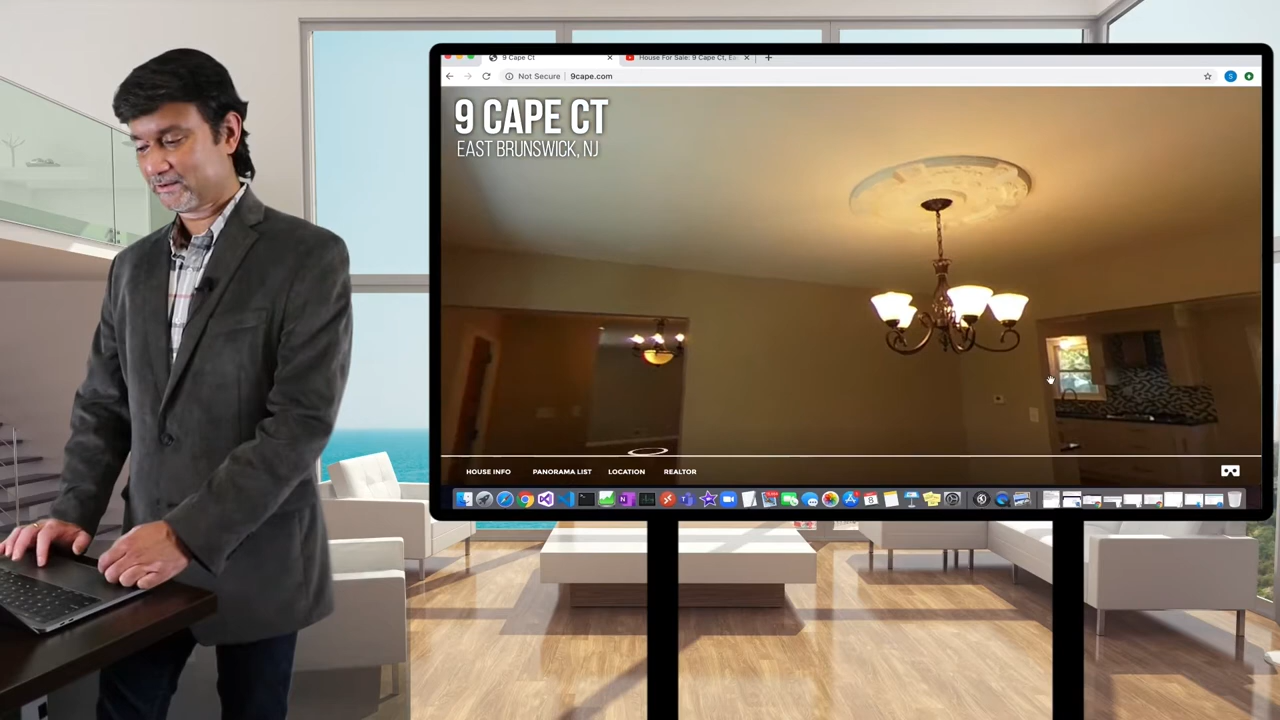 9 Cape Ct
House For Sale: 9 Cape Ct, Ea
Not Secure
9cape.com
S
9 CAPE CT
EAST BRUNSWICK, NJ
HOUSE INFO
PANORAMA LIST
LOCATION
REALTOR
8